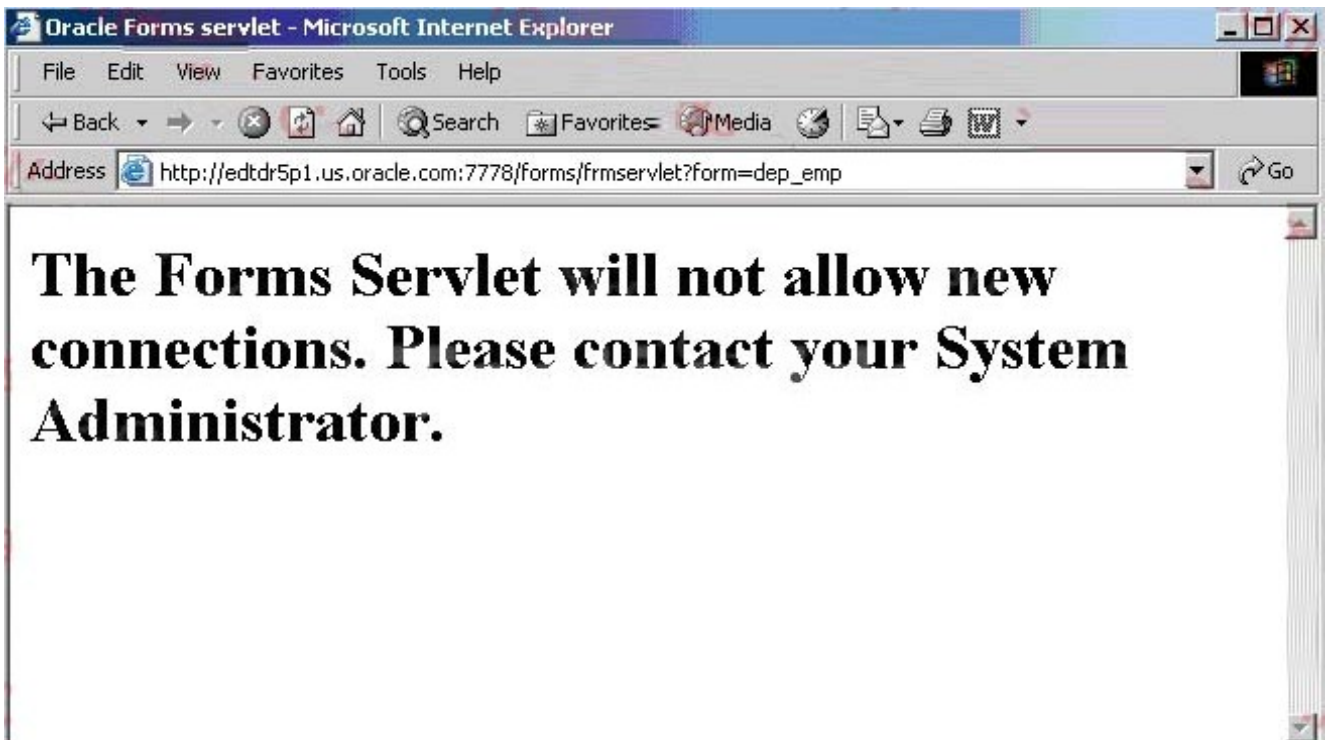 Oracle Forms servlet - Microsoft Internet Explorer
File Edit View Favorites Tools Help
Back Search Favorites Media
Address http://edtdr5p1.us.oracle.com:7778/forms/frmservlet?form=dep_emp Go
The Forms Servlet will not allow new
connections. Please contact your System
Administrator.